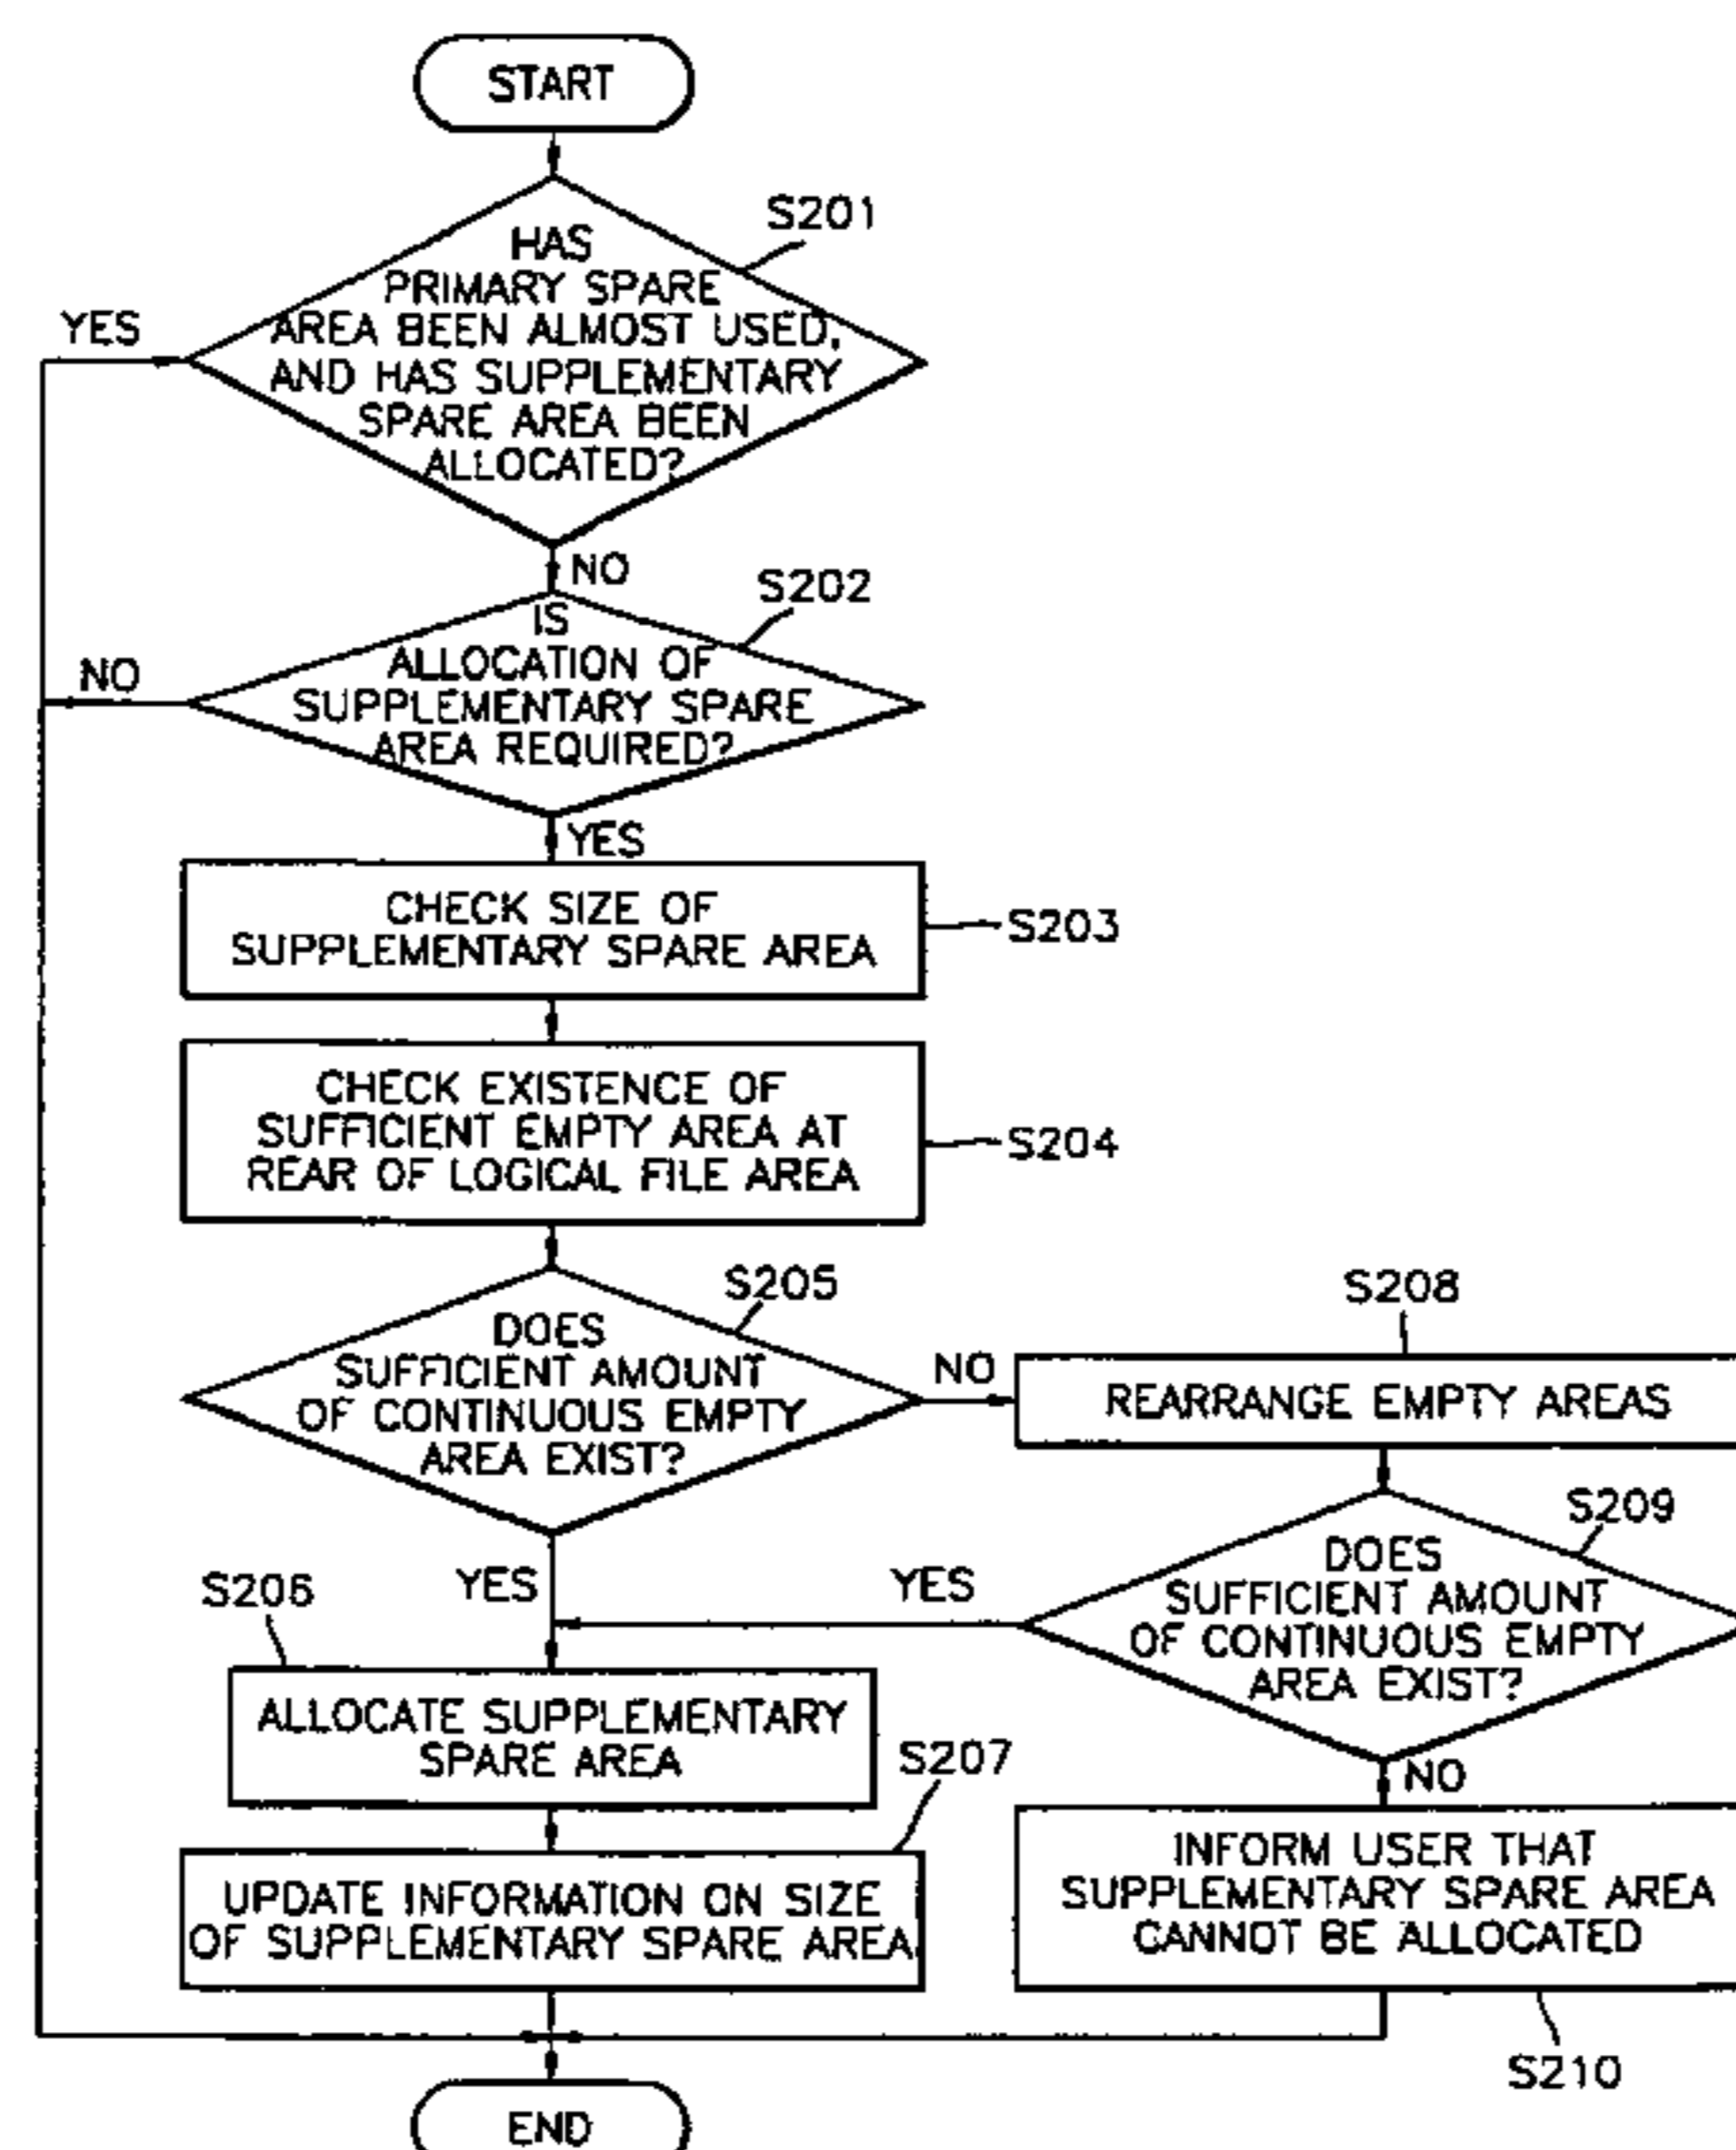 START
S201
HAS
PRIMARY SPARE
AREA BEEN ALMOST USED,
AND HAS SUPPLEMENTARY
SPARE AREA BEEN
ALLOCATED?
YES
NO
S202
IS
ALLOCATION OF
SUPPLEMENTARY SPARE
AREA REQUIRED?
NO
YES
CHECK SIZE OF
SUPPLEMENTARY SPARE AREA
S203
CHECK EXISTENCE OF
SUFFICIENT EMPTY AREA AT
REAR OF LOGICAL FILE AREA
S204
S205
DOES
SUFFICIENT AMOUNT
OF CONTINUOUS EMPTY
AREA EXIST?
NO
S208
REARRANGE EMPTY AREAS
S209
DOES
SUFFICIENT AMOUNT
OF CONTINUOUS EMPTY
AREA EXIST?
YES
YES
S206
ALLOCATE SUPPLEMENTARY
SPARE AREA
S207
NO
UPDATE INFORMATION ON SIZE
OF SUPPLEMENTARY SPARE AREA
INFORM USER THAT
SUPPLEMENTARY SPARE AREA
CANNOT BE ALLOCATED
S210
END